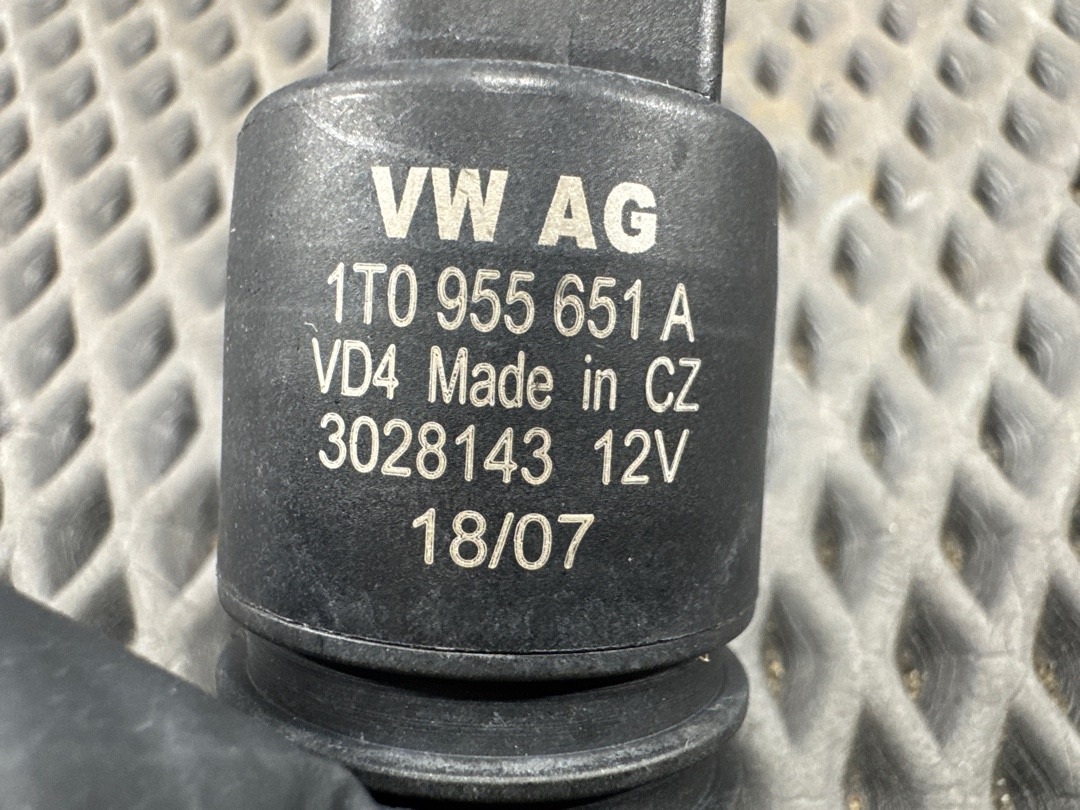 VW AG
1T0 955 651 A
VD4 Made in CZ
3028143 12V
18/07